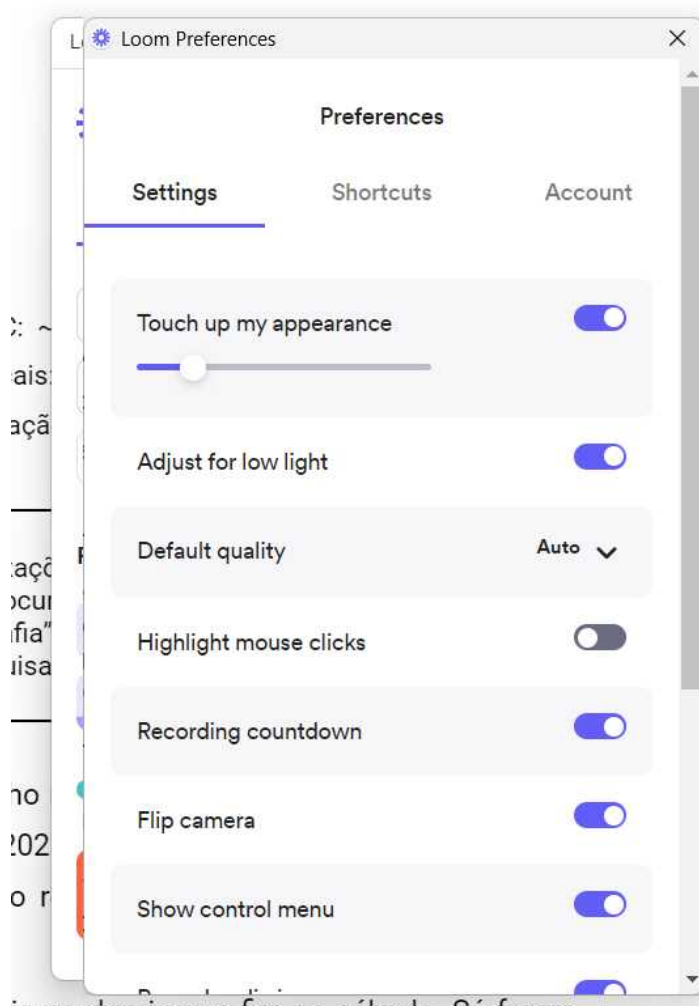 Loom Preferences
Preferences
Settings Shortcuts Account
Touch up my appearance
Adjust for low light
Default quality Auto
Highlight mouse clicks
Recording countdown
Flip camera
Show control menu